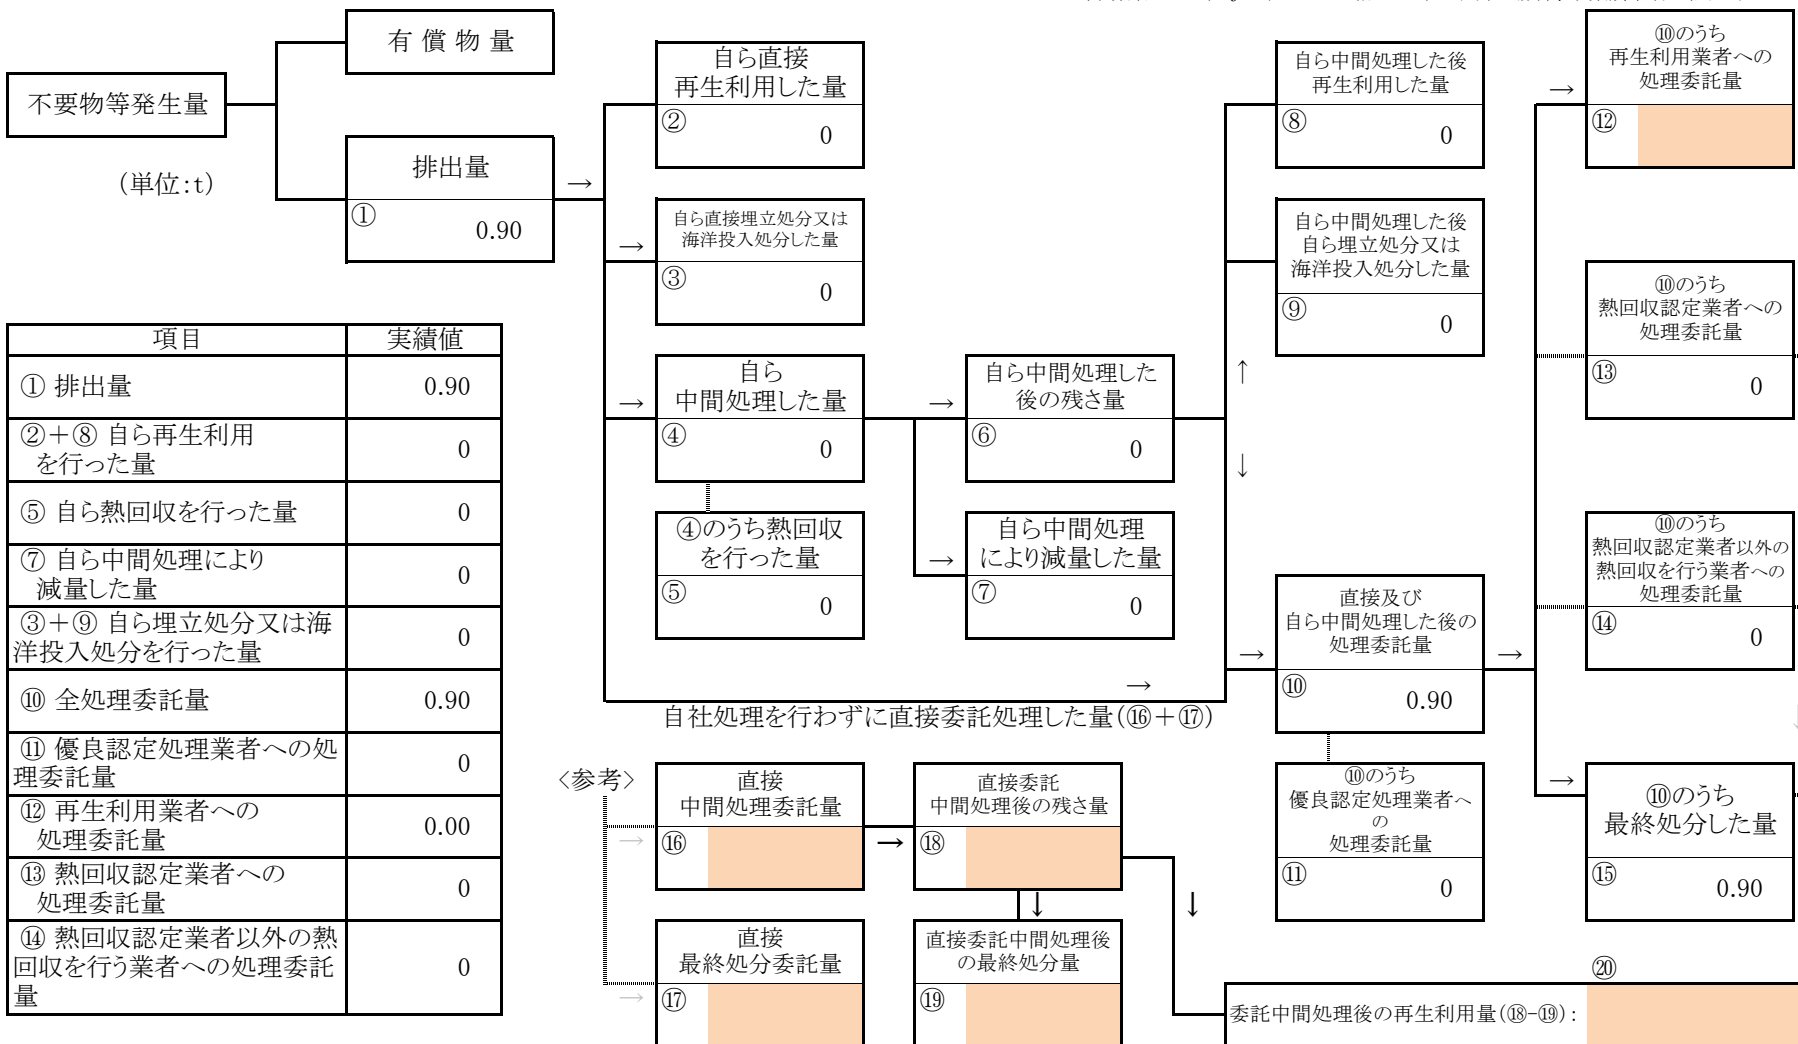 有償物量
不要物等発生量
(単位:t)
排出量
①
0.90
→
自ら直接
再生利用した量
②
0
→
自ら直接埋立処分又は
海洋投入処分した量
③
0
→
自ら
中間処理した量
④
0
④のうち熱回収
を行った量
⑤
0
→
自ら中間処理した
後の残さ量
⑥
0
→
自ら中間処理
により減量した量
⑦
0
自ら中間処理した後
再生利用した量
⑧
0
自ら中間処理した後
自ら埋立処分又は
海洋投入処分した量
⑨
0
↑
↓
→
自社処理を行わずに直接委託処理した量(⑯+⑰)
→
直接及び
自ら中間処理した後の
処理委託量
⑩
0.90
→
⑩のうち
優良認定処理業者へ
の
処理委託量
⑪
0
→
⑩のうち
再生利用業者への
処理委託量
⑫
⑩のうち
熱回収認定業者への
処理委託量
⑬
0
⑩のうち
熱回収認定業者以外の
熱回収を行う業者への
処理委託量
⑭
0
→
⑩のうち
最終処分した量
⑮
0.90
項目 実績値
① 排出量 0.90
②+⑧ 自ら再生利用
を行った量 0
⑤ 自ら熱回収を行った量 0
⑦ 自ら中間処理により
減量した量 0
③+⑨ 自ら埋立処分又は海
洋投入処分を行った量 0
⑩ 全処理委託量 0.90
⑪ 優良認定処理業者への処
理委託量 0
⑫ 再生利用業者への
処理委託量 0.00
⑬ 熱回収認定業者への
処理委託量 0
⑭ 熱回収認定業者以外の熱
回収を行う業者への処理委託
量 0
<参考>
→
直接
中間処理委託量
⑯
→
直接委託
中間処理後の残さ量
⑱
↓
↓
→
直接
最終処分委託量
⑰
直接委託中間処理後
の最終処分量
⑲
⑳
委託中間処理後の再生利用量(⑱-⑲):